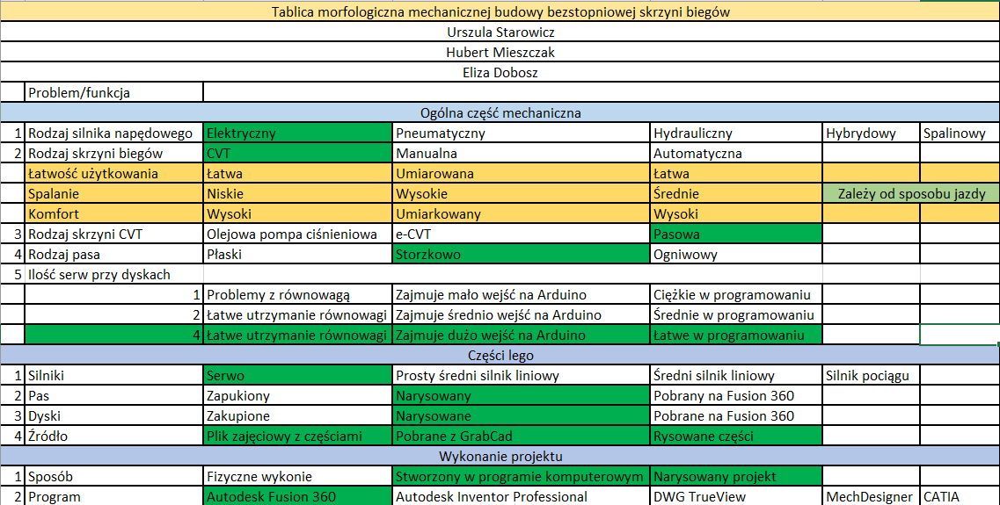 Tablica morfologiczna mechanicznej budowy bezstopniowej skrzyni biegów
Urszula Starowicz
Hubert Mieszczak
Eliza Dobosz
Problem/funkcja
Ogólna część mechaniczna
1 Rodzaj silnika napędowego Elektryczny Pneumatyczny Hydrauliczny Hybrydowy Spalinowy
2 Rodzaj skrzyni biegów CVT Manualna Automatyczna
Łatwość użytkowania Łatwa Umiarowana Łatwa
Spalanie Niskie Wysokie Średnie Zależy od sposobu jazdy
Komfort Wysoki Umiarkowany Wysoki
3 Rodzaj skrzyni CVT Olejowa pompa ciśnieniowa e-CVT Pasowa
4 Rodzaj pasa Płaski Storzkowo Ogniwowy
5 Ilość serw przy dyskach
1 Problemy z równowagą Zajmuje mało wejść na Arduino Ciężkie w programowaniu
2 Łatwe utrzymanie równowagi Zajmuje średnio wejść na Arduino Średnie w programowaniu
4 Łatwe utrzymanie równowagi Zajmuje dużo wejść na Arduino Łatwe w programowaniu
Części lego
1 Silniki Serwo Prosty średni silnik liniowy Średni silnik liniowy Silnik pociągu
2 Pas Zapukiony Narysowany Pobrany na Fusion 360
3 Dyski Zakupione Narysowane Pobrane na Fusion 360
4 Źródło Plik zajęciowy z częściami Pobrane z GrabCad Rysowane części
Wykonanie projektu
1 Sposób Fizyczne wykonie Stworzony w programie komputerowym Narysowany projekt
2 Program Autodesk Fusion 360 Autodesk Inventor Professional DWG TrueView MechDesigner CATIA